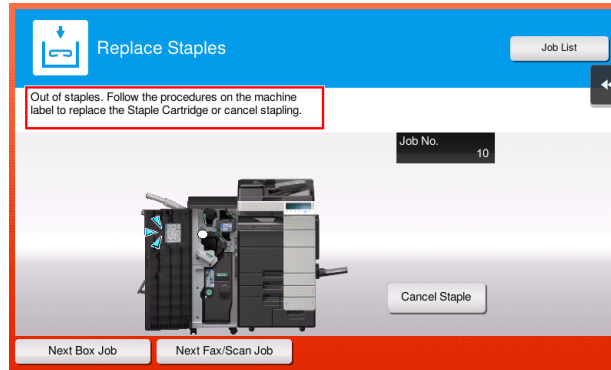 Replace Staples
Job List
Out of staples. Follow the procedures on the machine
label to replace the Staple Cartridge or cancel stapling.
Job No.
10
Cancel Staple
Next Box Job
Next Fax/Scan Job